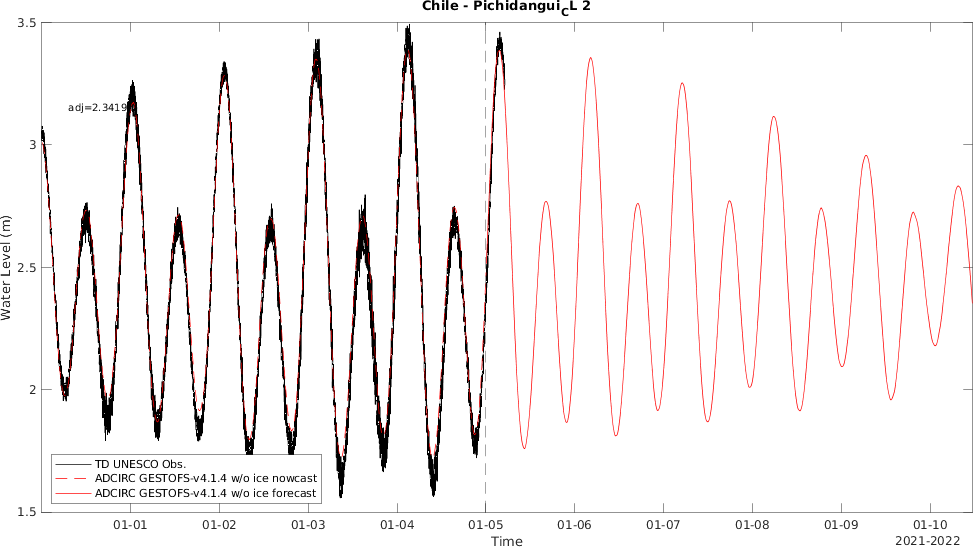 Chile - PichidanguiCL 2
3.5
3
2.5
2
1.5
Water Level (m)
adj=2.3419
TD UNESCO Obs.
ADCIRC GESTOFS-v4.1.4 w/o ice nowcast
ADCIRC GESTOFS-v4.1.4 w/o ice forecast
01-01 01-02 01-03 01-04 01-05 01-06 01-07 01-08 01-09 01-10
Time
2021-2022